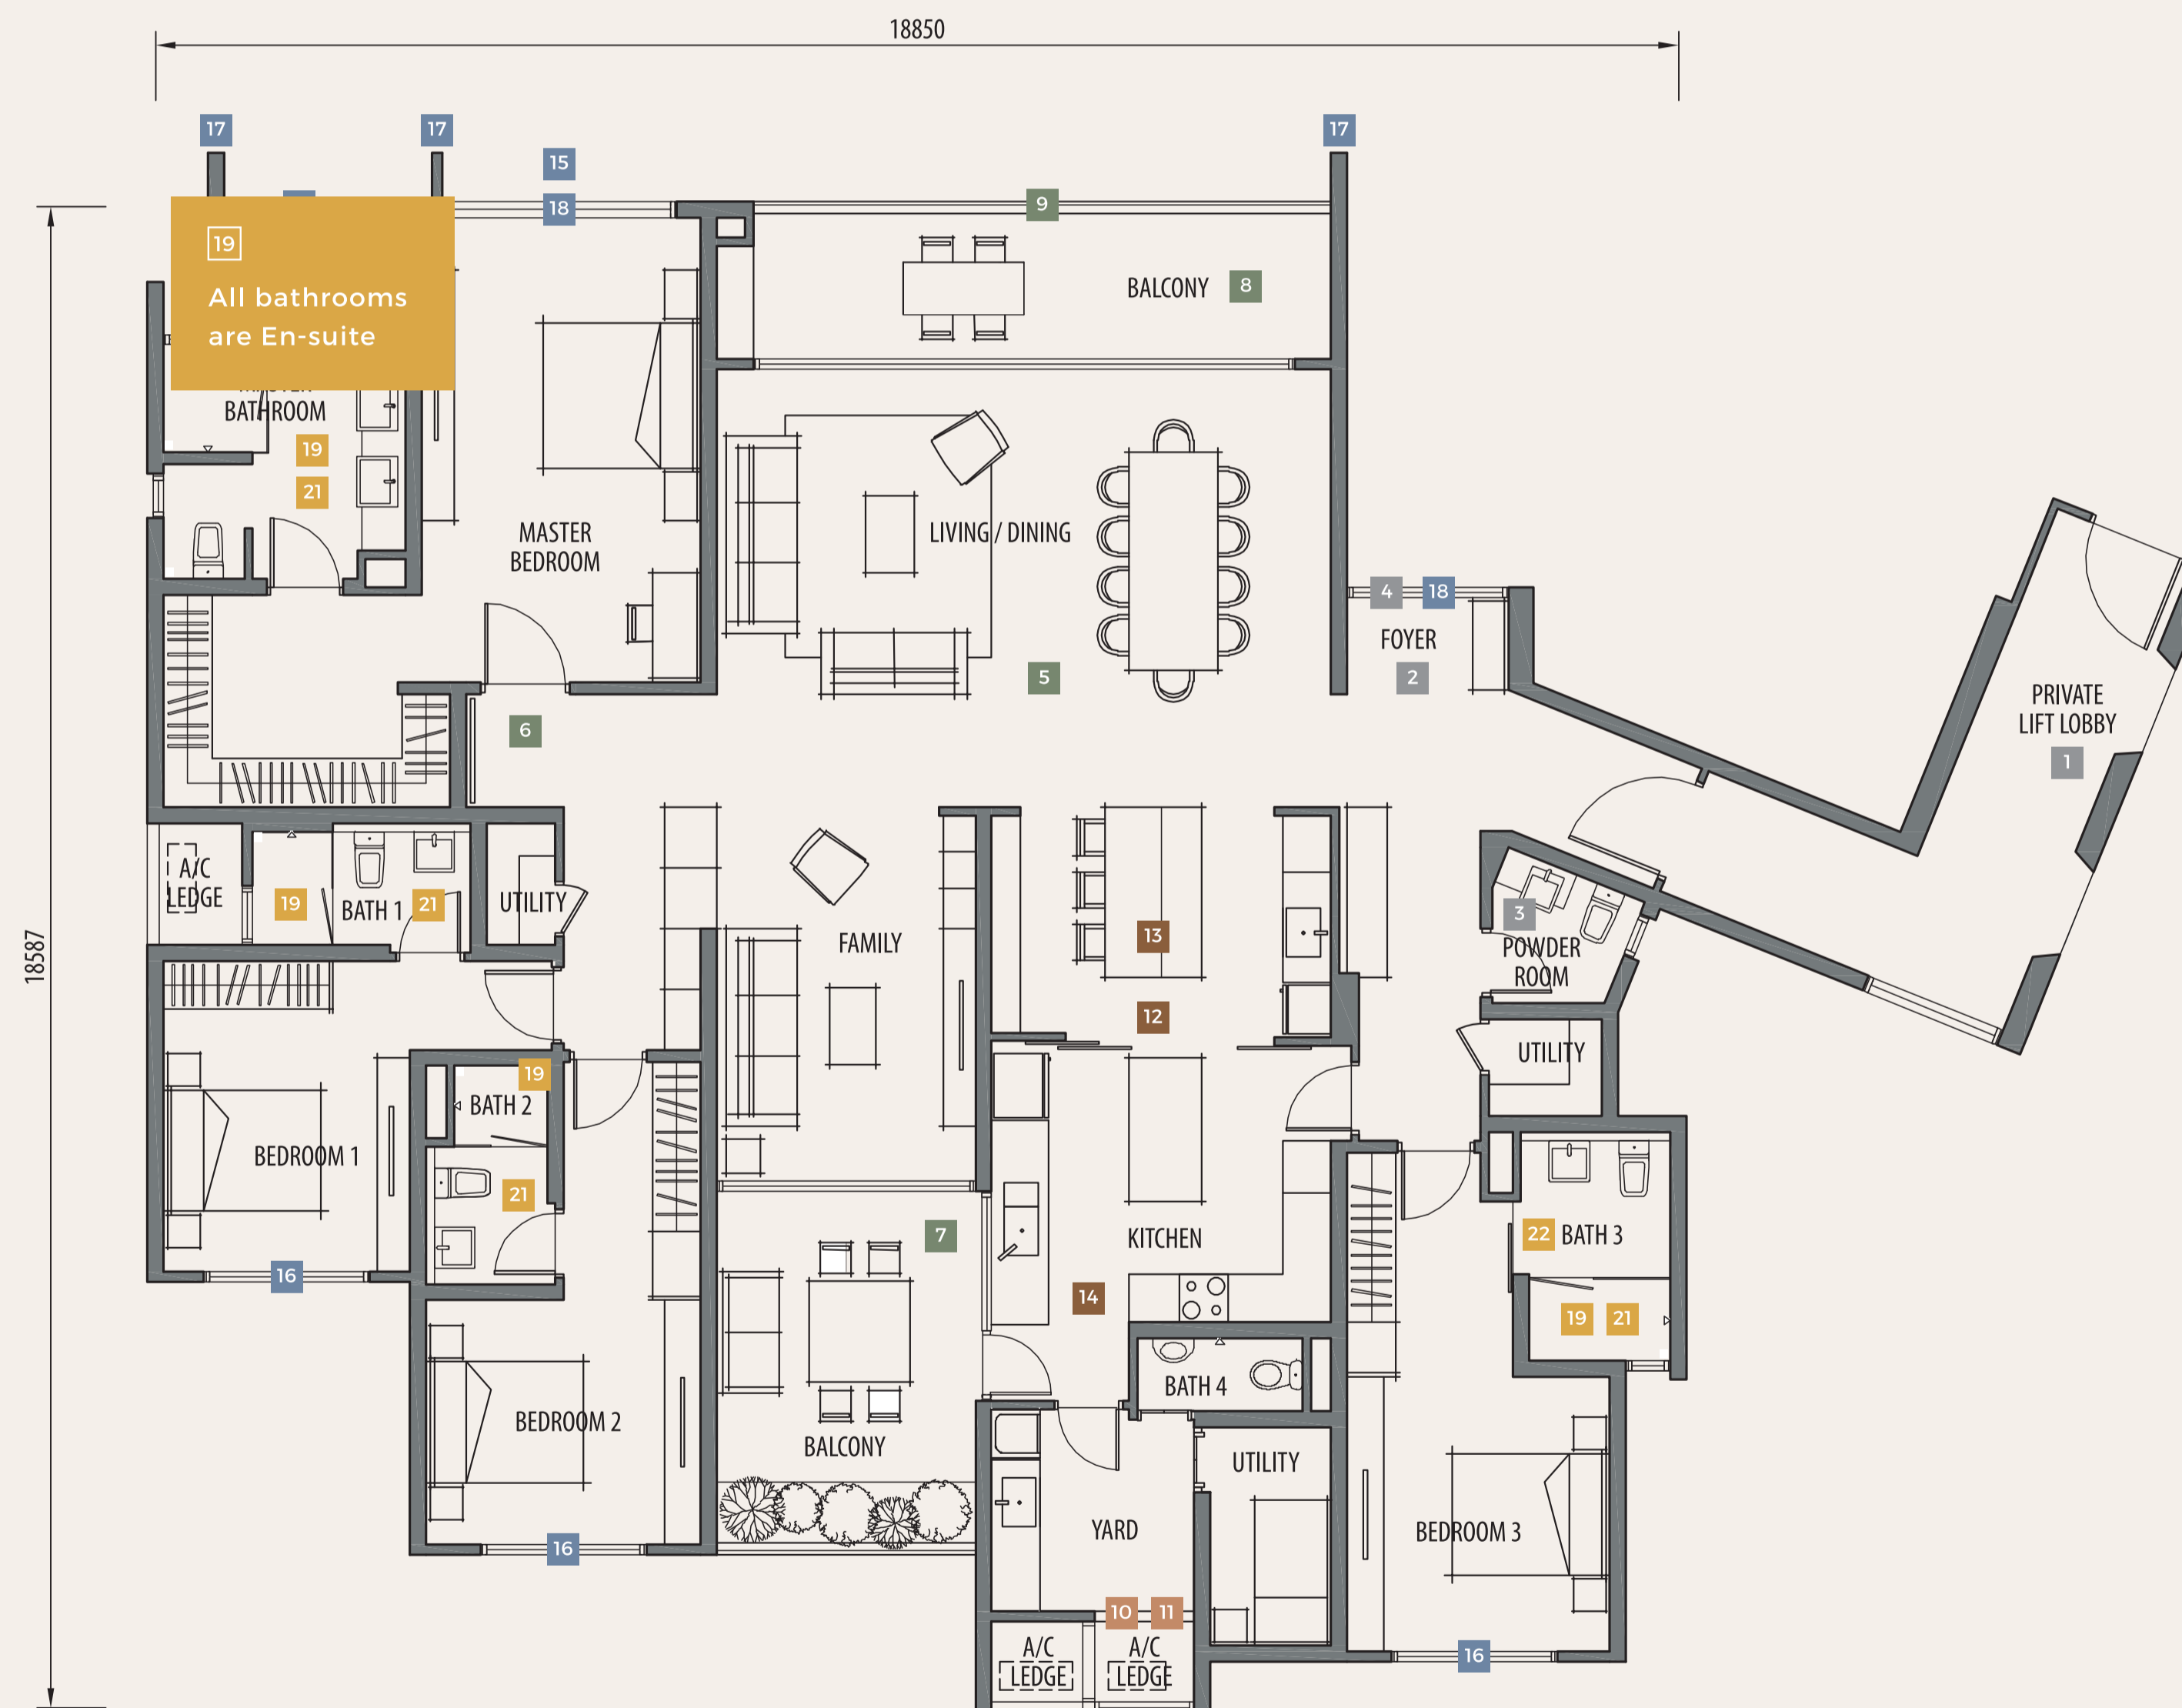 18850
17
17
17
15
18
9
19
All bathrooms
are En-suite
BALCONY
8
BATHROOM
19
21
MASTER
BEDROOM
LIVING / DINING
4
18
FOYER
2
5
6
PRIVATE
LIFT LOBBY
1
A/C
LEDGE
19
BATH 1
21
UTILITY
FAMILY
13
3
POWDER
ROOM
18587
12
UTILITY
19
BATH 2
BEDROOM 1
21
7
KITCHEN
22
BATH 3
16
14
19
21
BATH 4
BEDROOM 2
BALCONY
UTILITY
YARD
BEDROOM 3
16
10
11
A/C
LEDGE
A/C
LEDGE
16